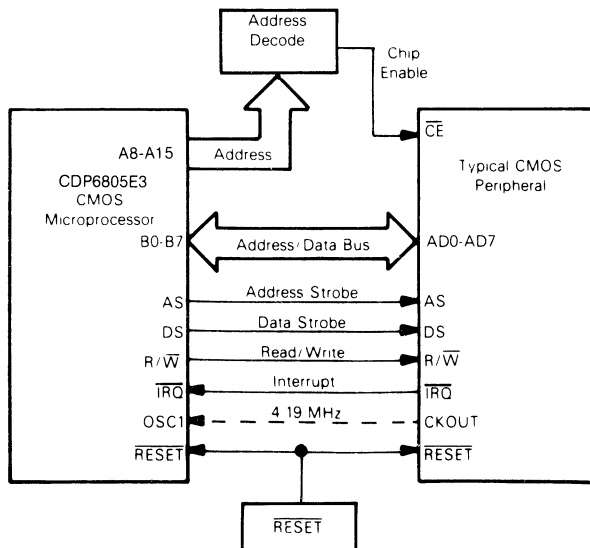 Address
Decode
Chip
Enable
A8-A15
Address
CE
CDP6805E3
CMOS
Microprocessor
Typical CMOS
Peripheral
B0-B7
Address/Data Bus
AD0-AD7
AS
Address Strobe
AS
DS
Data Strobe
DS
R/W
Read/Write
R/W
IRQ
Interrupt
IRQ
OSC1
4 19 MHz
CKOUT
RESET
RESET
RESET